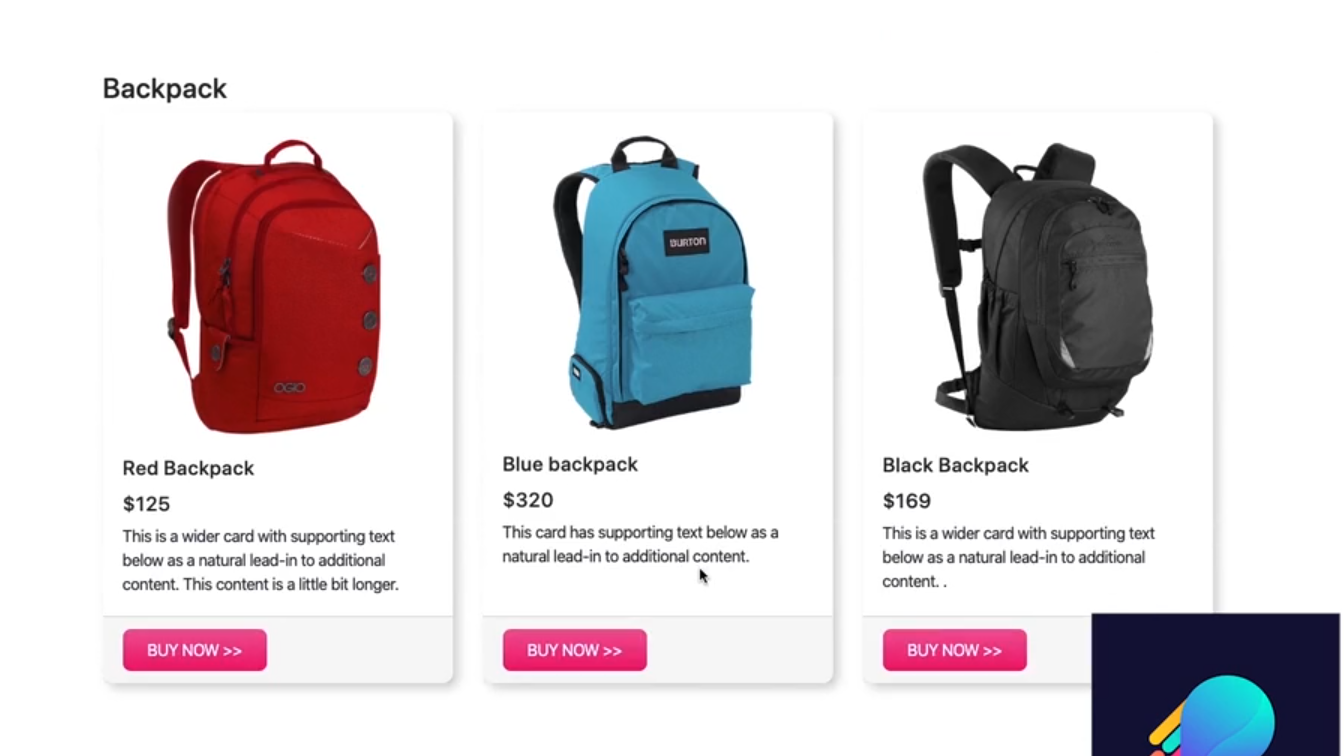 Backpack
BURTON
OGIO
Red Backpack
$125
This is a wider card with supporting text
below as a natural lead-in to additional
content. This content is a little bit longer.
BUY NOW >>
Blue backpack
$320
This card has supporting text below as a
natural lead-in to additional content.
BUY NOW >>
Black Backpack
$169
This is a wider card with supporting text
below as a natural lead-in to additional
content. .
BUY NOW >>